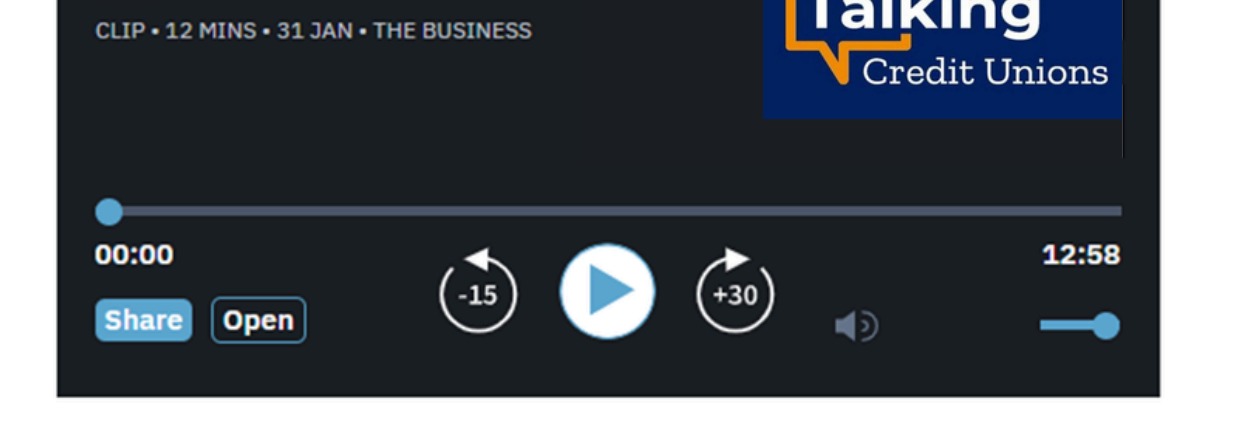 Talking
CLIP • 12 MINS • 31 JAN • THE BUSINESS
Credit Unions
00:00
12:58
-15
+30
Share
Open